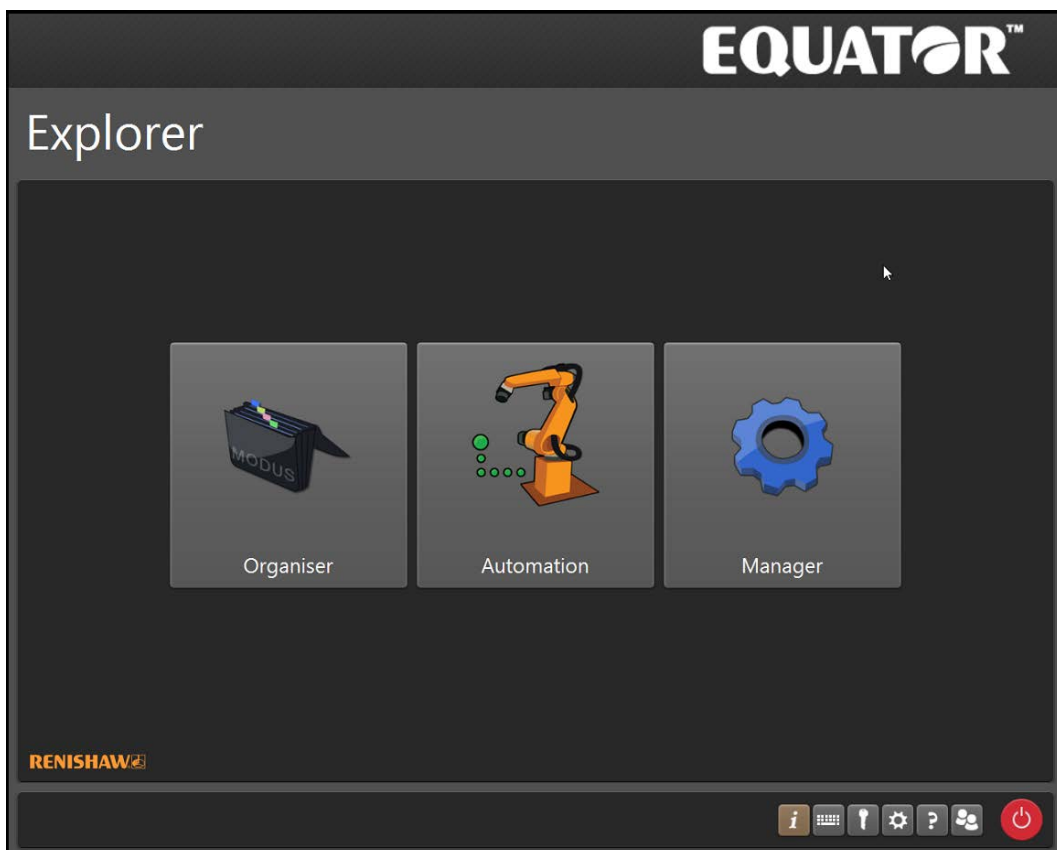 EQUATOR™
Explorer
MODUS
Organiser
Automation
Manager
RENISHAW
i
?